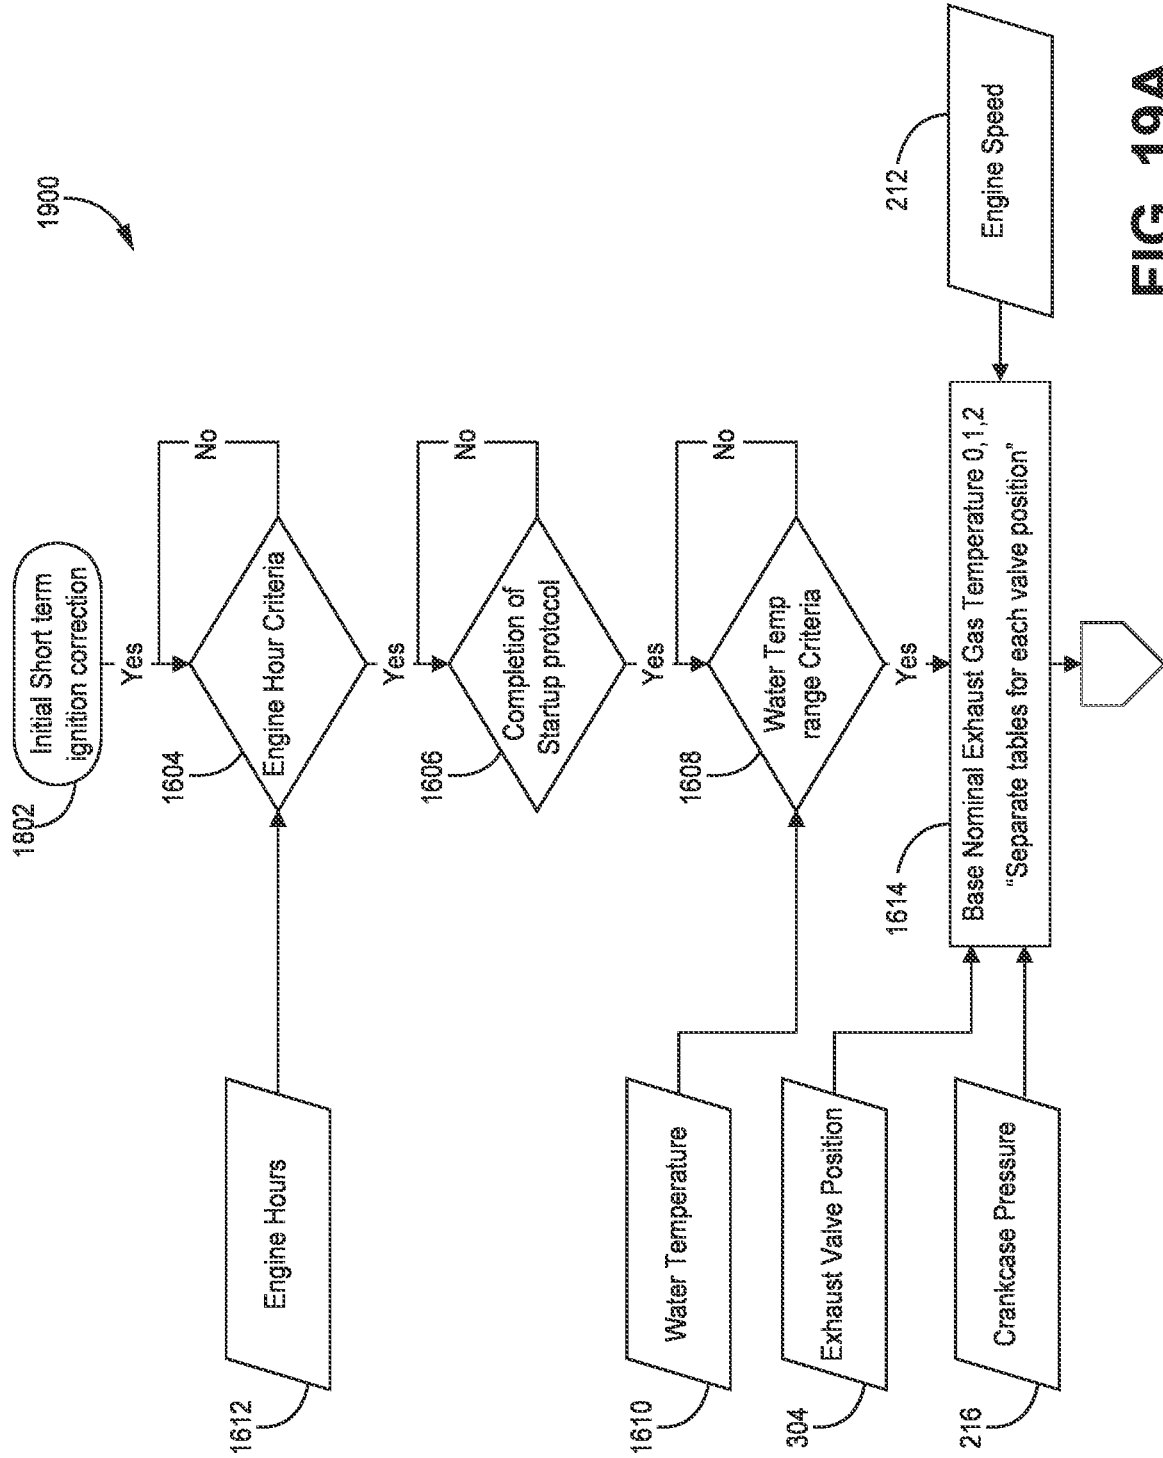 1900
Initial Short term
ignition correction
1802
Yes
1604
Engine Hour Criteria
No
Engine Hours
1612
Yes
1606
Completion of
Startup protocol
No
Yes
1608
Water Temp
range Criteria
No
Water Temperature
1610
Yes
Exhaust Valve Position
304
1614
Base Nominal Exhaust Gas Temperature 0,1,2
"Separate tables for each valve position"
212
Engine Speed
Crankcase Pressure
216
FIG. 19A